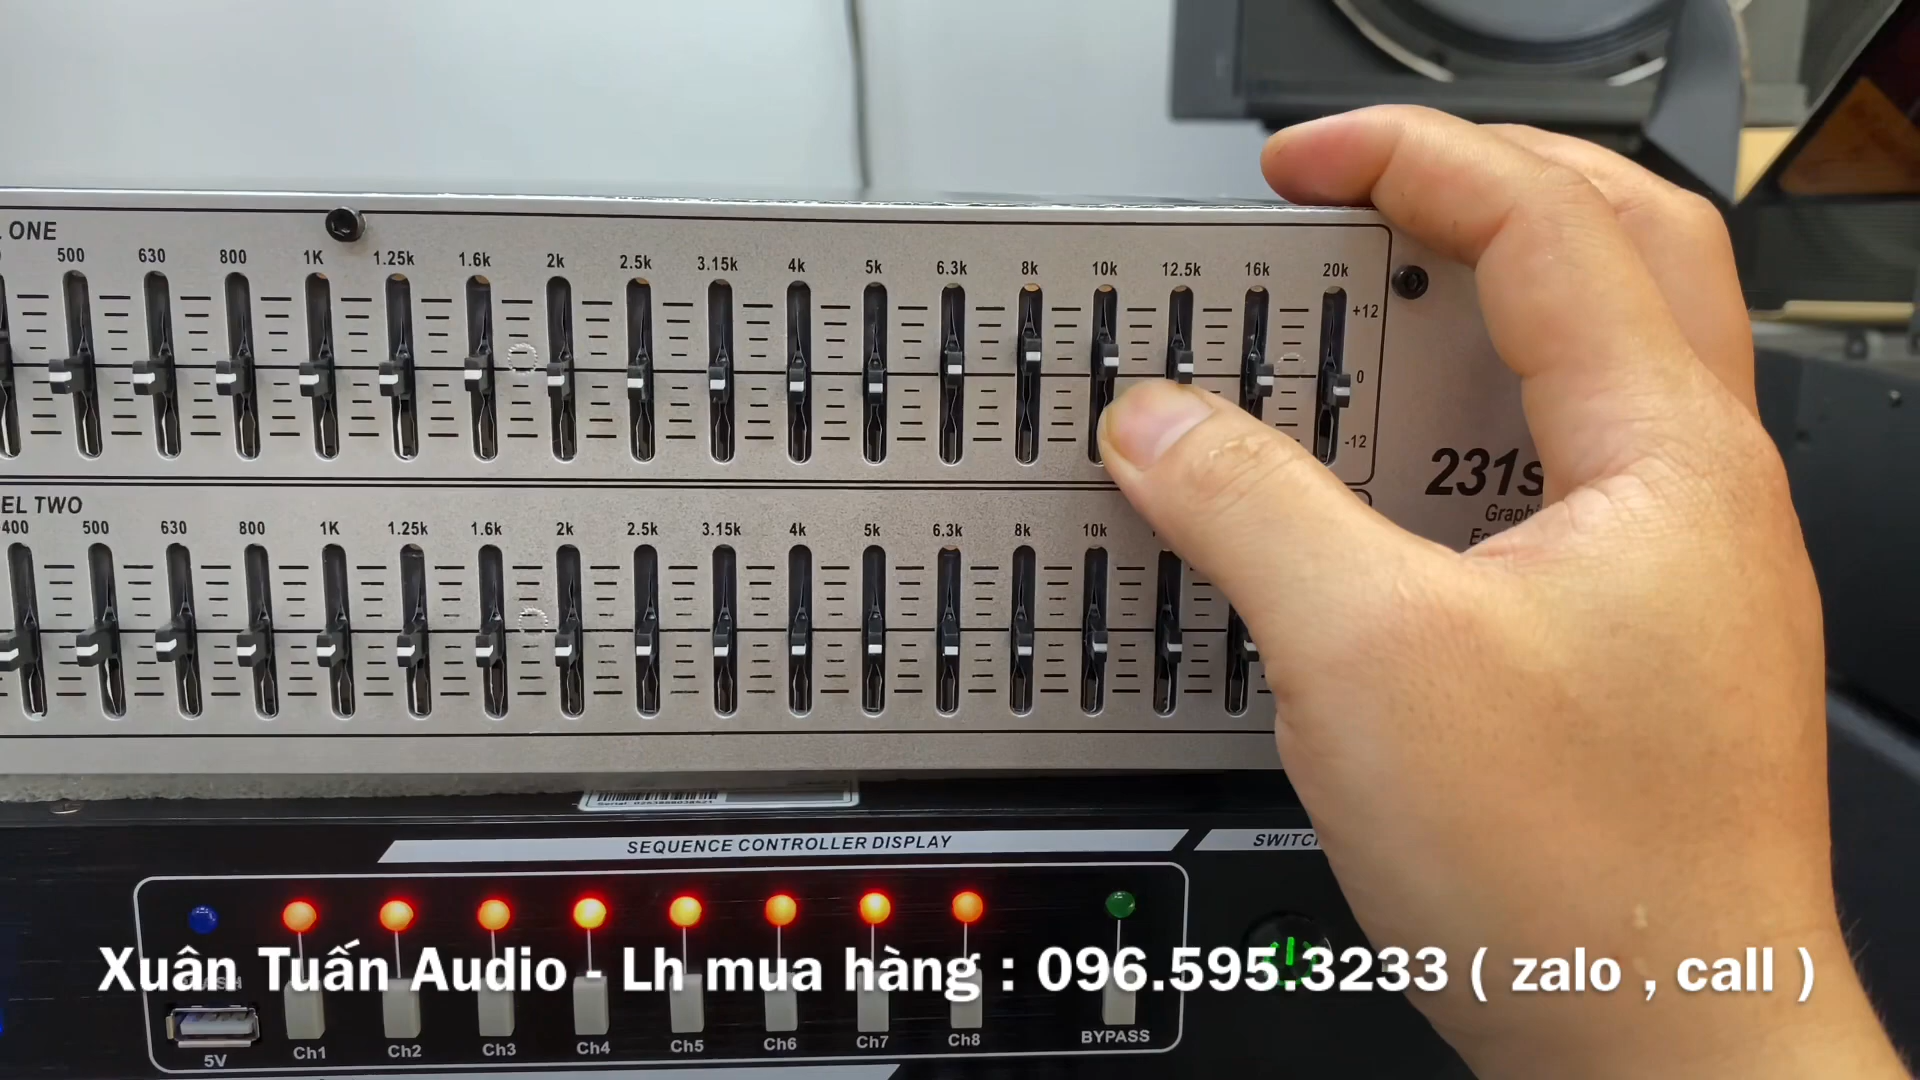 ONE
500 630 800 1K 1.25k 1.6k 2k 2.5k 3.15k 4k 5k 6.3k 8k 10k 12.5k 16k 20k
+12
0
-12
231s
EL TWO
400 500 630 800 1K 1.25k 1.6k 2k 2.5k 3.15k 4k 5k 6.3k 8k 10k
SEQUENCE CONTROLLER DISPLAY
Xuân Tuấn Audio - Lh mua hàng : 096.595.3233 ( zalo , call )
5V Ch1 Ch2 Ch3 Ch4 Ch5 Ch6 Ch7 Ch8 BYPASS